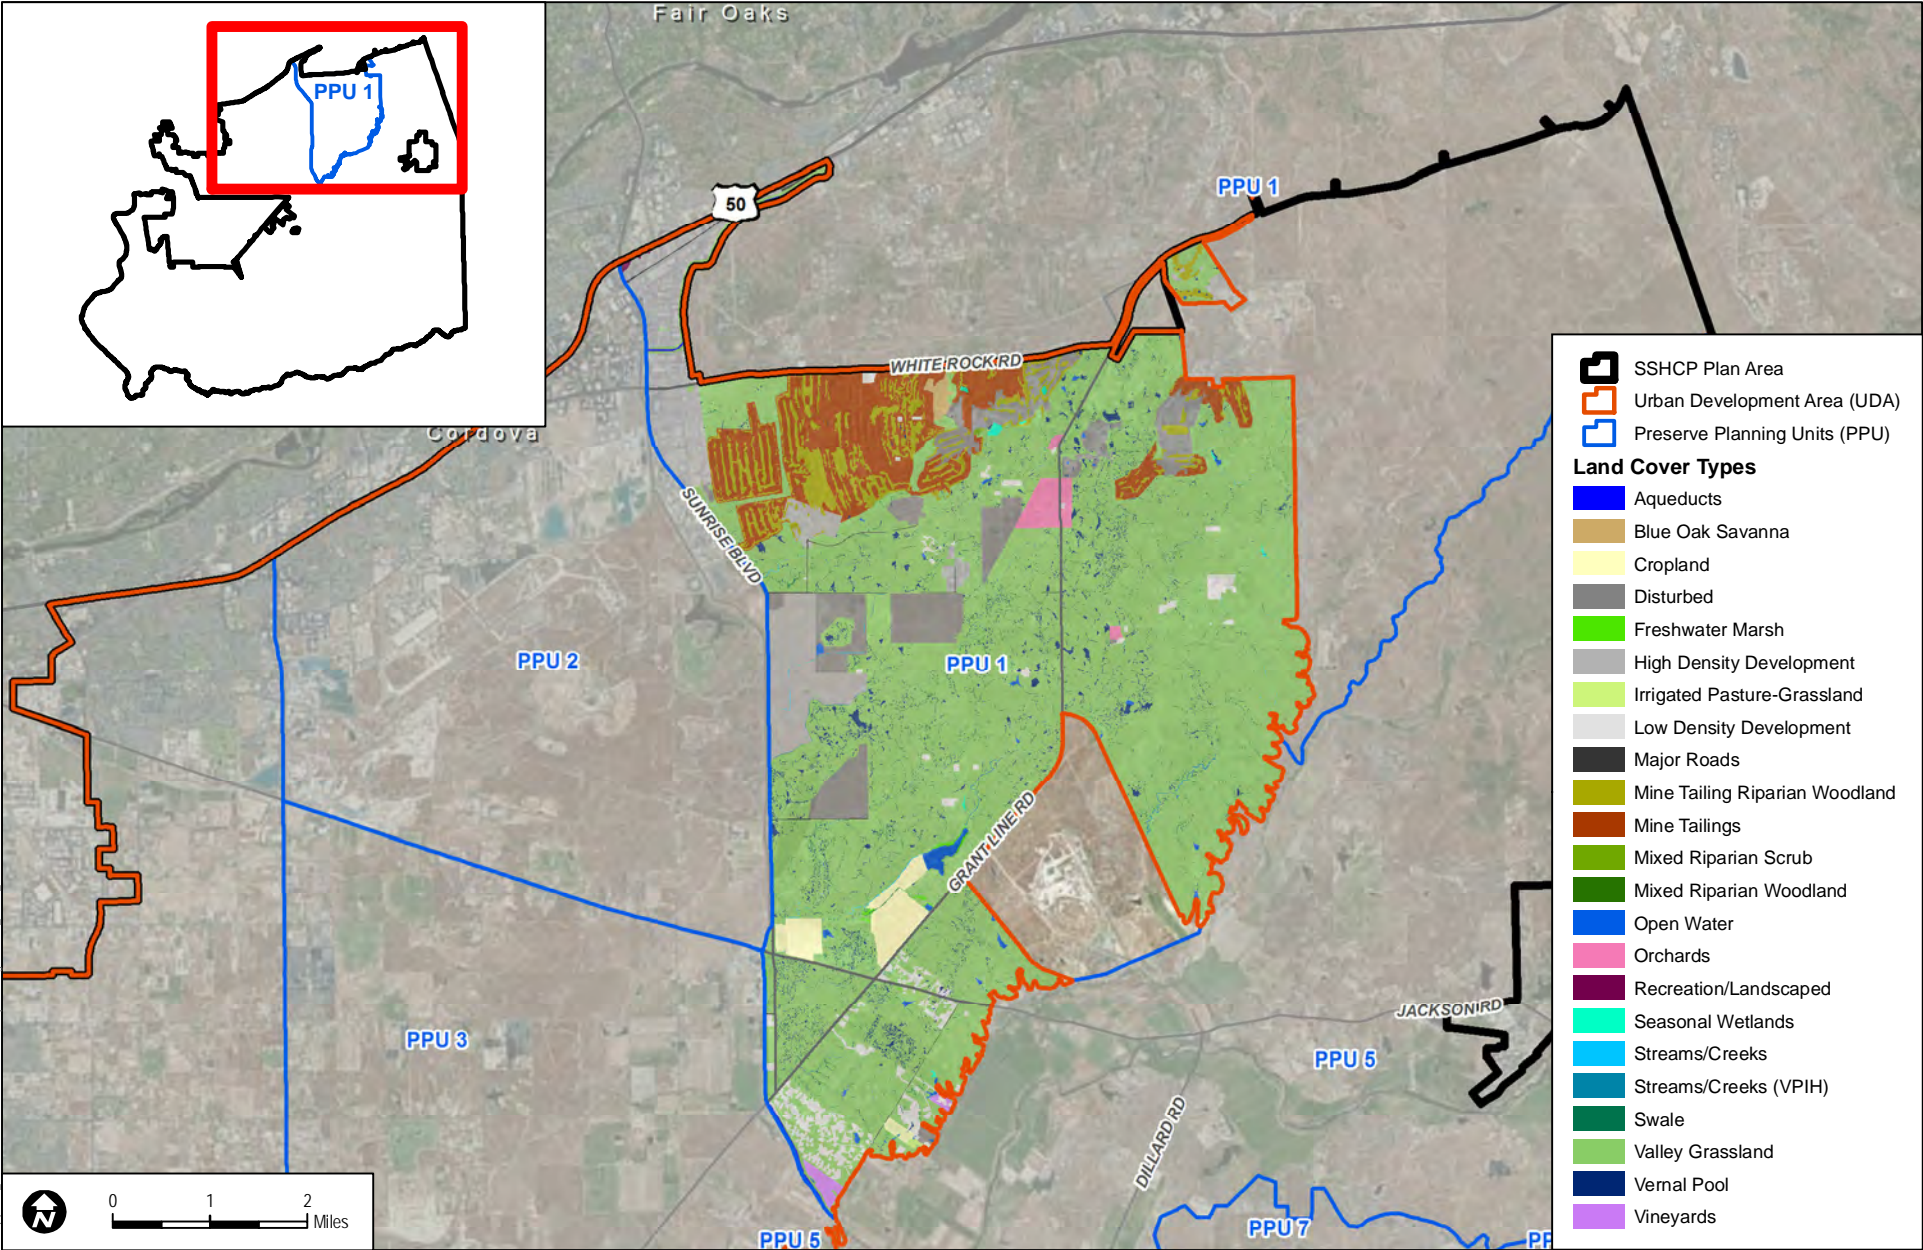 Fair Oaks
PPU 1
50
PPU 1
WHITE ROCK RD
Cordova
SUNRISE BLVD
PPU 2
PPU 1
GRANT LINE RD
PPU 3
JACKSON RD
PPU 5
DILLARD RD
PPU 7
PPU 5
PP
SSHCP Plan Area
Urban Development Area (UDA)
Preserve Planning Units (PPU)
Land Cover Types
Aqueducts
Blue Oak Savanna
Cropland
Disturbed
Freshwater Marsh
High Density Development
Irrigated Pasture-Grassland
Low Density Development
Major Roads
Mine Tailing Riparian Woodland
Mine Tailings
Mixed Riparian Scrub
Mixed Riparian Woodland
Open Water
Orchards
Recreation/Landscaped
Seasonal Wetlands
Streams/Creeks
Streams/Creeks (VPIH)
Swale
Valley Grassland
Vernal Pool
Vineyards
N
0 1 2
Miles